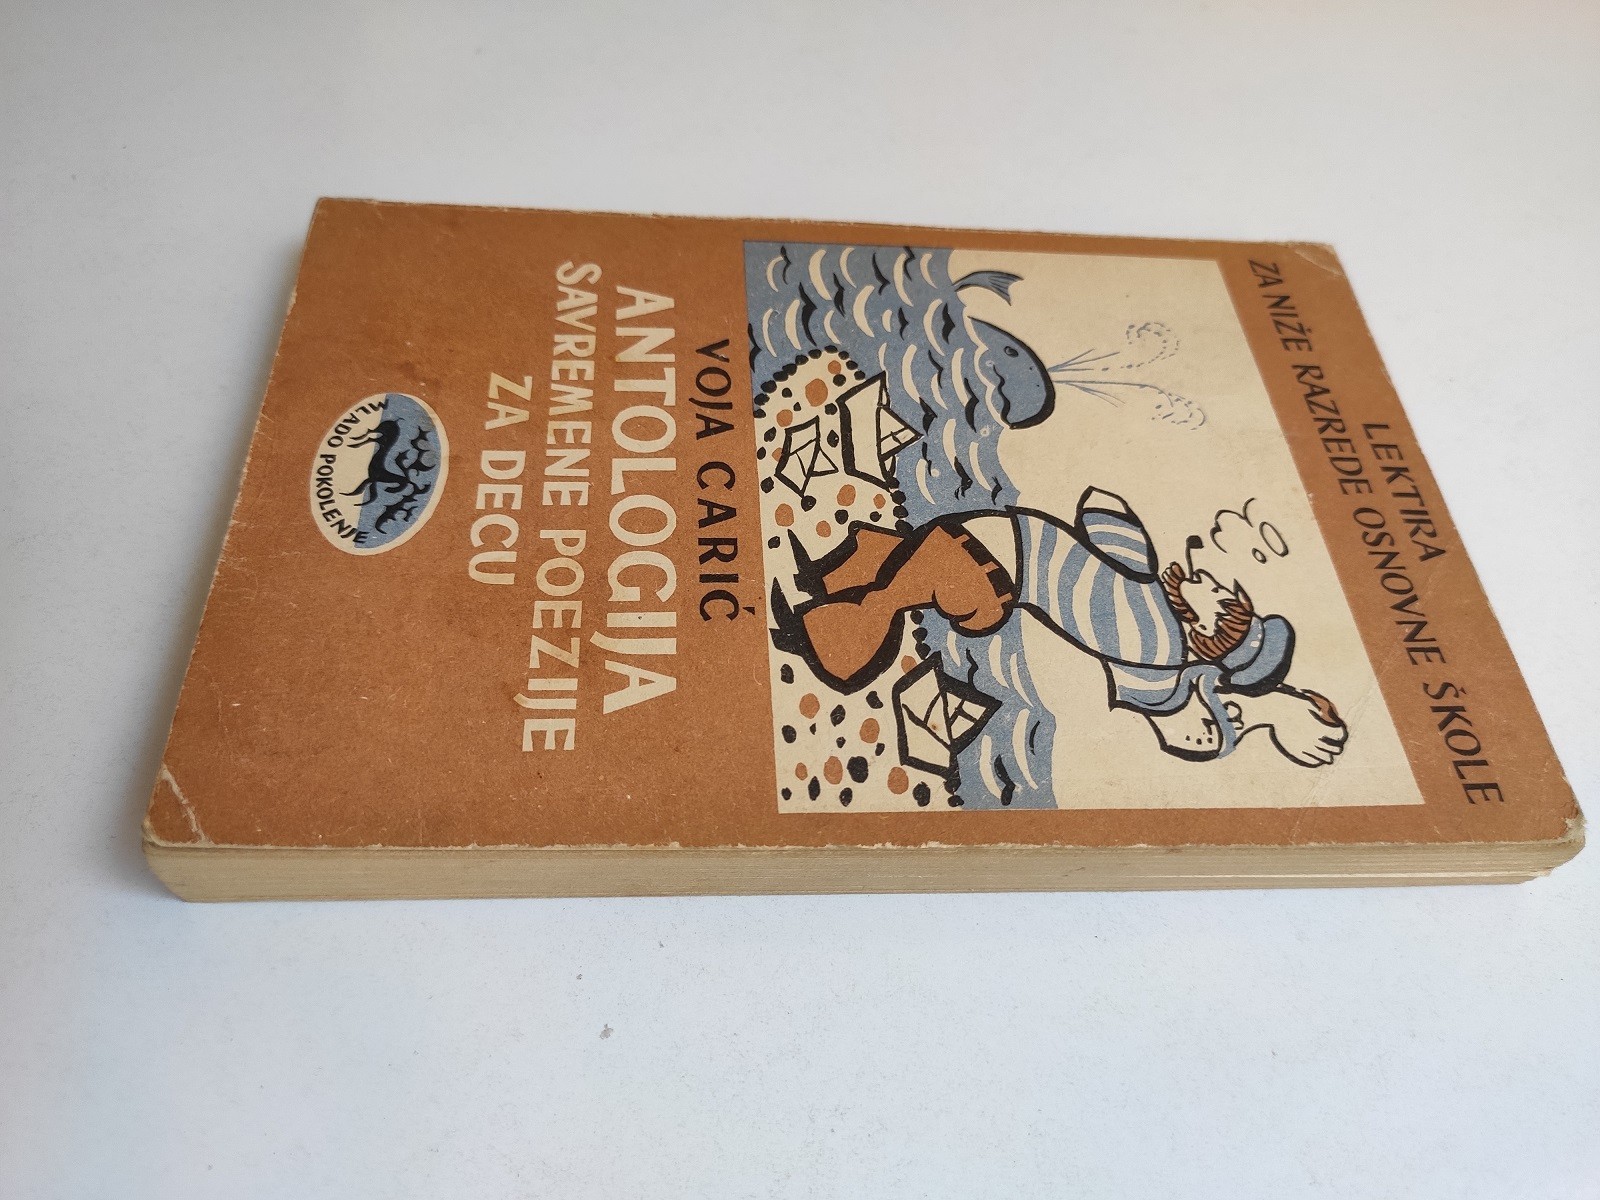 LEKTIRA
ZA NIŽE RAZREDE OSNOVNE ŠKOLE
VOJA CARIĆ
ANTOLOGIJA
SAVREMENE POEZIJE
ZA DECU
MLADO POKOLENJE